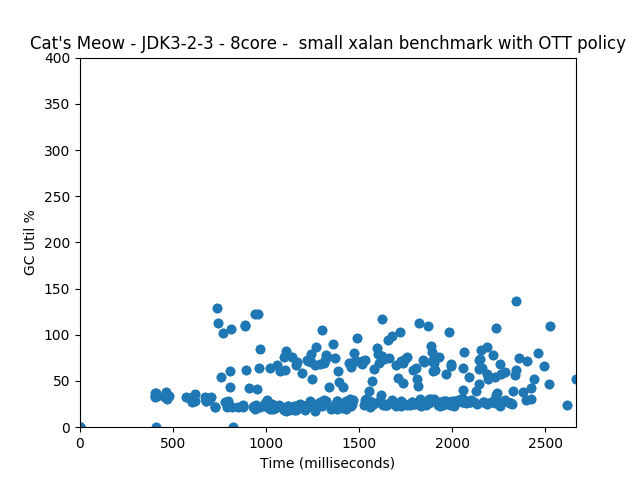 Cat's Meow - JDK3-2-3 - 8core -  small xalan benchmark with OTT policy
400
350
300
250
200
150
100
50
0
GC Util %
0 500 1000 1500 2000 2500
Time (milliseconds)